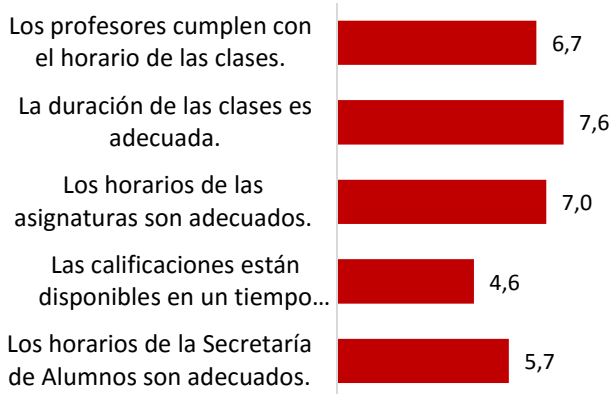 Los profesores cumplen con
el horario de las clases.
6,7
La duración de las clases es
adecuada.
7,6
Los horarios de las
asignaturas son adecuados.
7,0
Las calificaciones están
disponibles en un tiempo…
4,6
Los horarios de la Secretaría
de Alumnos son adecuados.
5,7